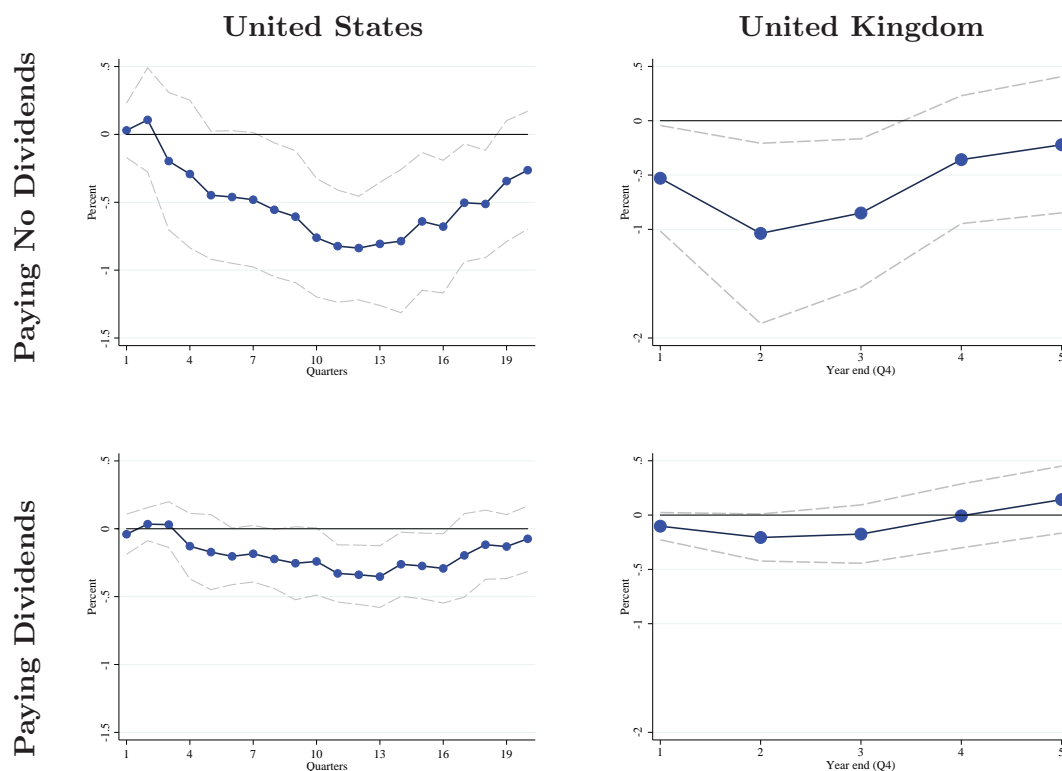 United States
United Kingdom
Paying No Dividends
Percent
.5
0
-.5
-1
-1.5
1 4 7 10 13 16 19
Quarters
Percent
.5
0
-.5
-1
-2
1 2 3 4 5
Year end (Q4)
Paying Dividends
Percent
.5
0
-.5
-1
-1.5
1 4 7 10 13 16 19
Quarters
Percent
.5
0
-.5
-1
-2
1 2 3 4 5
Year end (Q4)